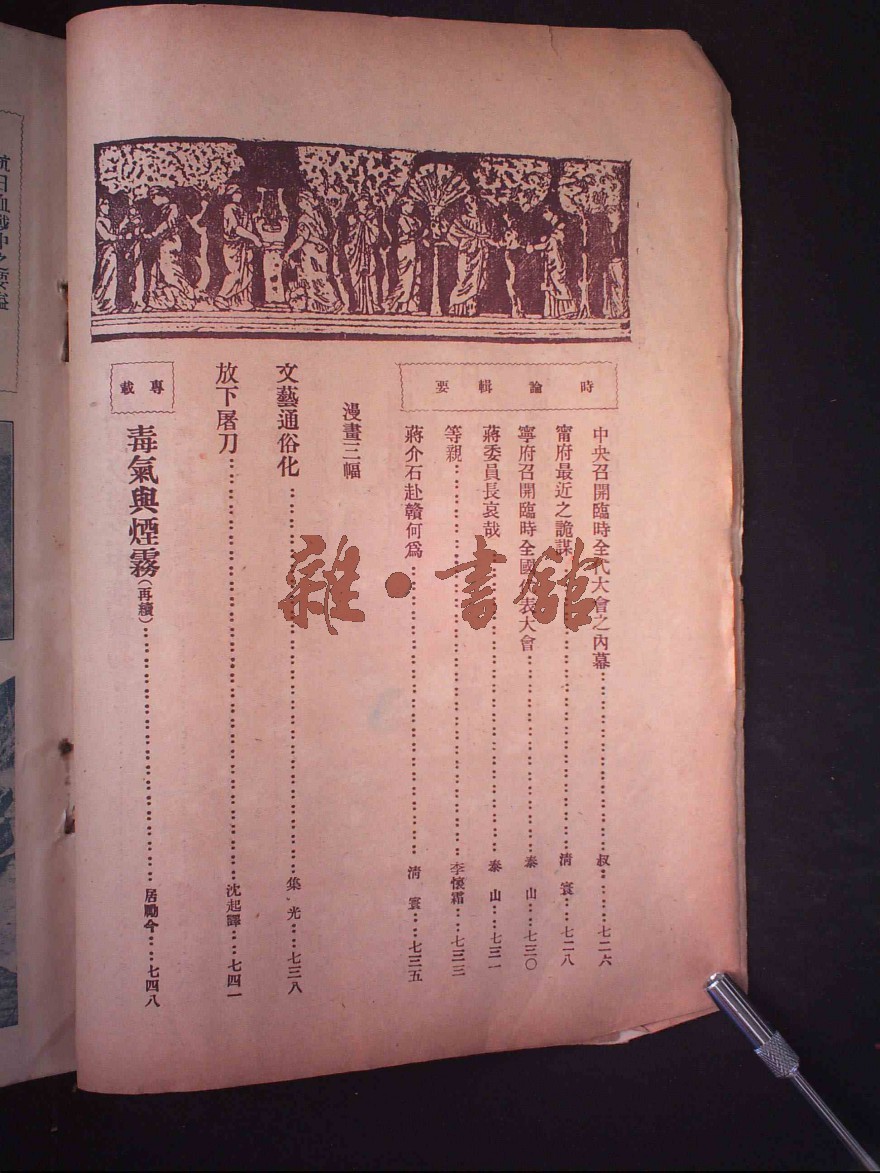 時論輯要
中央召開臨時全代大會之內幕……叔……七二六
甯府最近之詭謀……清寰……七二八
寧府召開臨時全國代表大會……泰山……七三〇
蔣委員長哀哉……泰山……七三一
等親……李懷霜……七三三
蔣介石赴贛何爲……清寰……七三五
漫畫三幅
文藝通俗化……集光……七三八
放下屠刀……沈起譯……七四一
專載
毒氣與煙霧(再續)……居勵今……七四八
雜·書館